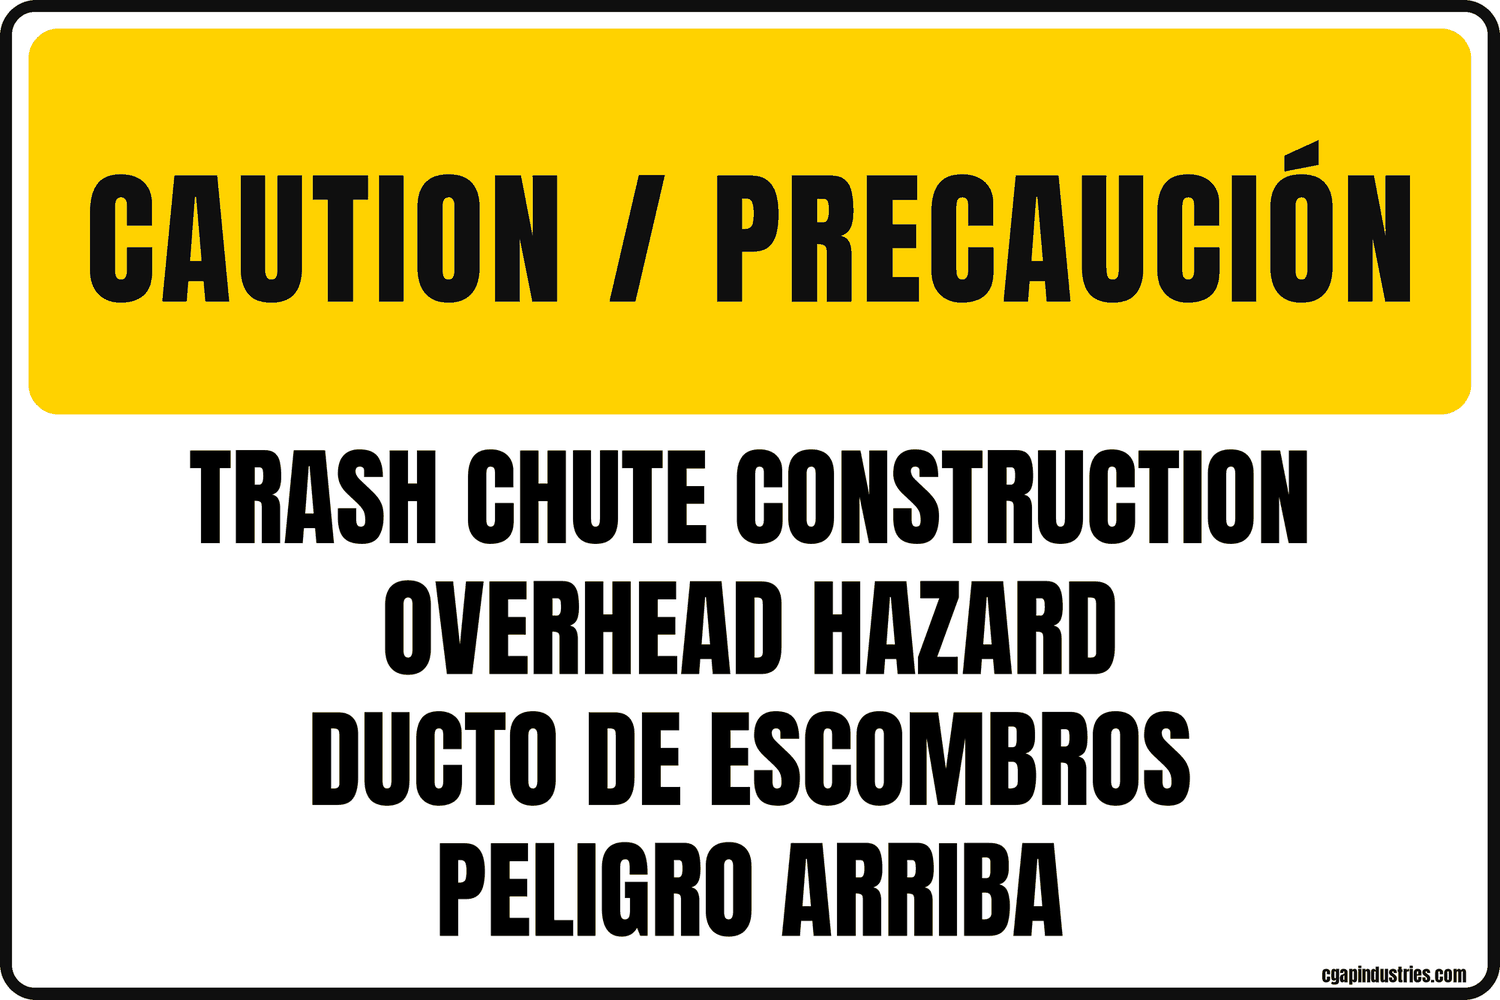 CAUTION / PRECAUCIÓN
TRASH CHUTE CONSTRUCTION
OVERHEAD HAZARD
DUCTO DE ESCOMBROS
PELIGRO ARRIBA
cgapindustries.com